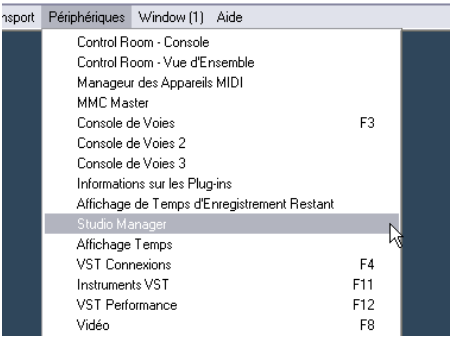 nsport Périphériques Window (1) Aide
Control Room - Console
Control Room - Vue d'Ensemble
Manageur des Appareils MIDI
MMC Master
Console de Voies F3
Console de Voies 2
Console de Voies 3
Informations sur les Plug-ins
Affichage de Temps d'Enregistrement Restant
Studio Manager
Affichage Temps
VST Connexions F4
Instruments VST F11
VST Performance F12
Vidéo F8